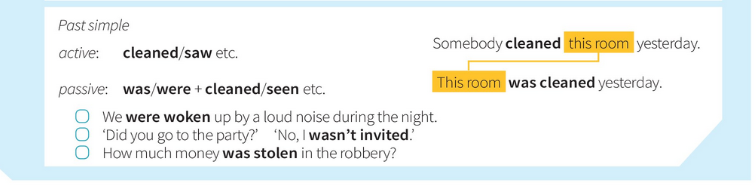 Past simple
active: cleaned/saw etc.
Somebody cleaned this room yesterday.
passive: was/were + cleaned/seen etc.
This room was cleaned yesterday.
We were woken up by a loud noise during the night.
‘Did you go to the party?’ ‘No, I wasn’t invited.’
How much money was stolen in the robbery?